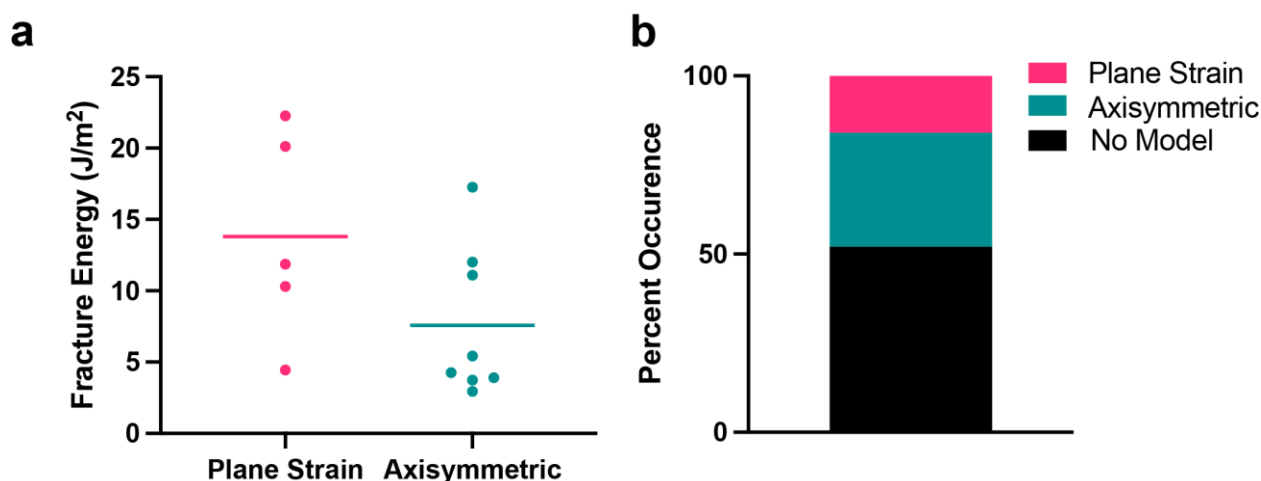 a
Fracture Energy (J/m²)
25
20
15
10
5
0
Plane Strain Axisymmetric
b
Percent Occurence
100
50
0
Plane Strain
Axisymmetric
No Model